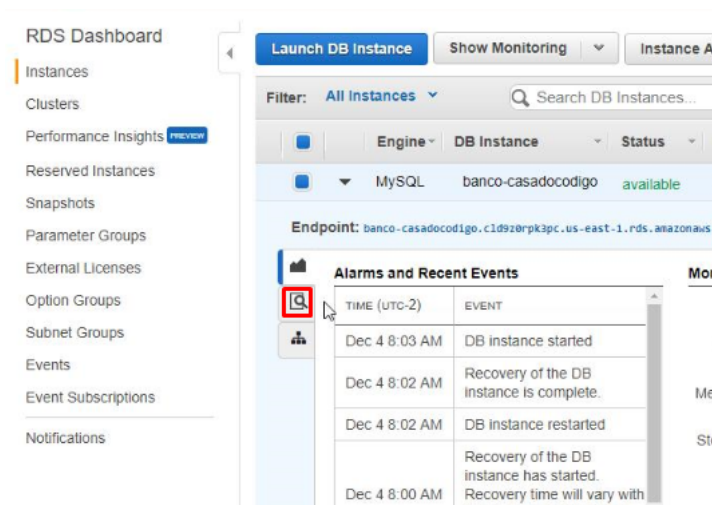 RDS Dashboard
Instances
Clusters
Performance Insights PREVIEW
Reserved Instances
Snapshots
Parameter Groups
External Licenses
Option Groups
Subnet Groups
Events
Event Subscriptions
Notifications
Launch DB Instance Show Monitoring Instance A
Filter: All Instances Search DB Instances...
Engine DB Instance Status
MySQL banco-casadocodigo available
Endpoint: banco-casadocodigo.cld9z0rpk3pc.us-east-1.rds.amazonaws
Alarms and Recent Events Mon
TIME (UTC-2) EVENT
Dec 4 8:03 AM DB instance started
Dec 4 8:02 AM Recovery of the DB
instance is complete.
Me
Dec 4 8:02 AM DB instance restarted
Sto
Recovery of the DB
instance has started.
Dec 4 8:00 AM Recovery time will vary with